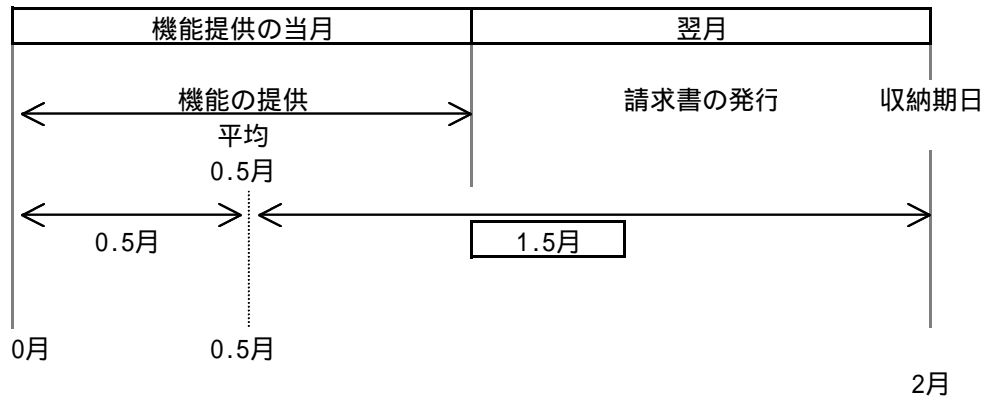 機能提供の当月 翌月
機能の提供 請求書の発行 収納期日
平均
0.5月
0.5月 1.5月
0月 0.5月
2月